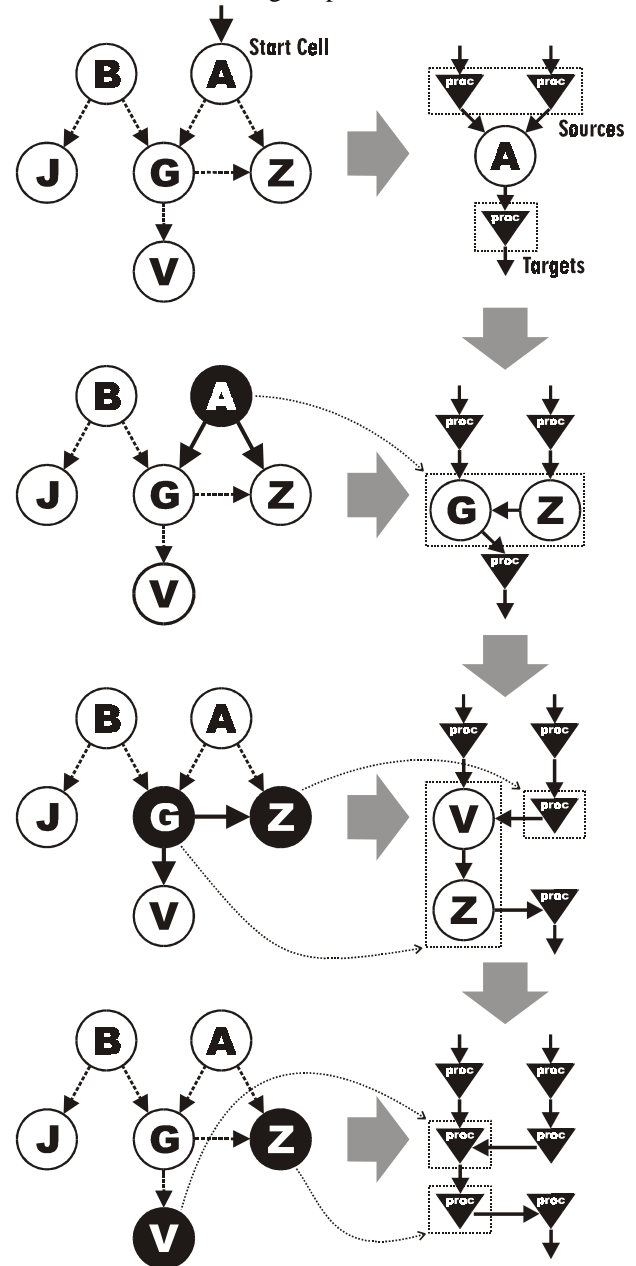 Start Cell
B A
J G Z
V
proc proc
Sources
A
proc
Targets
B A
J G Z
V
proc proc
G Z
proc
B A
J G Z
V
proc proc
V proc
Z proc
B A
J G Z
V
proc proc
proc proc
proc proc